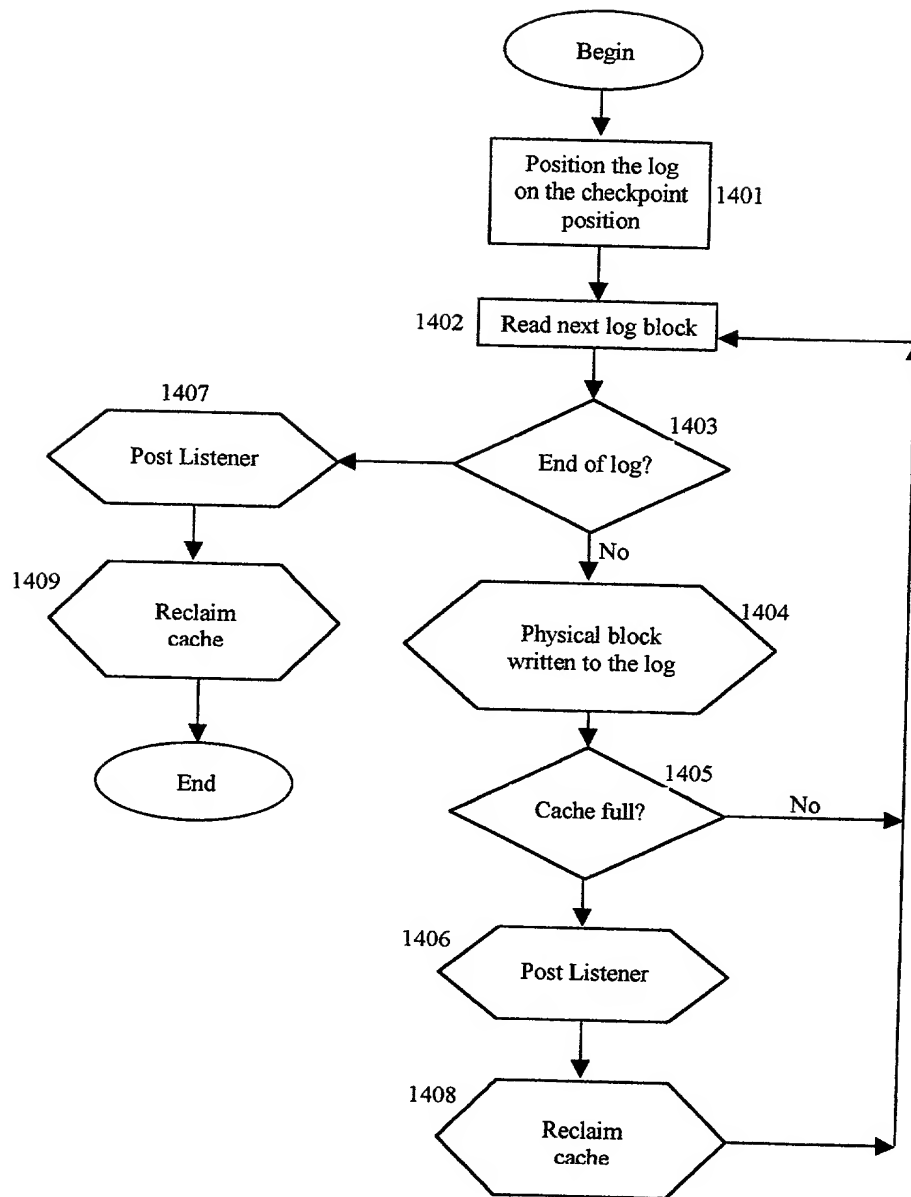 Begin
Position the log
on the checkpoint
position
1401
1402
Read next log block
1407
1403
Post Listener
End of log?
No
1409
Reclaim
cache
1404
Physical block
written to the log
End
1405
Cache full?
No
1406
Post Listener
1408
Reclaim
cache